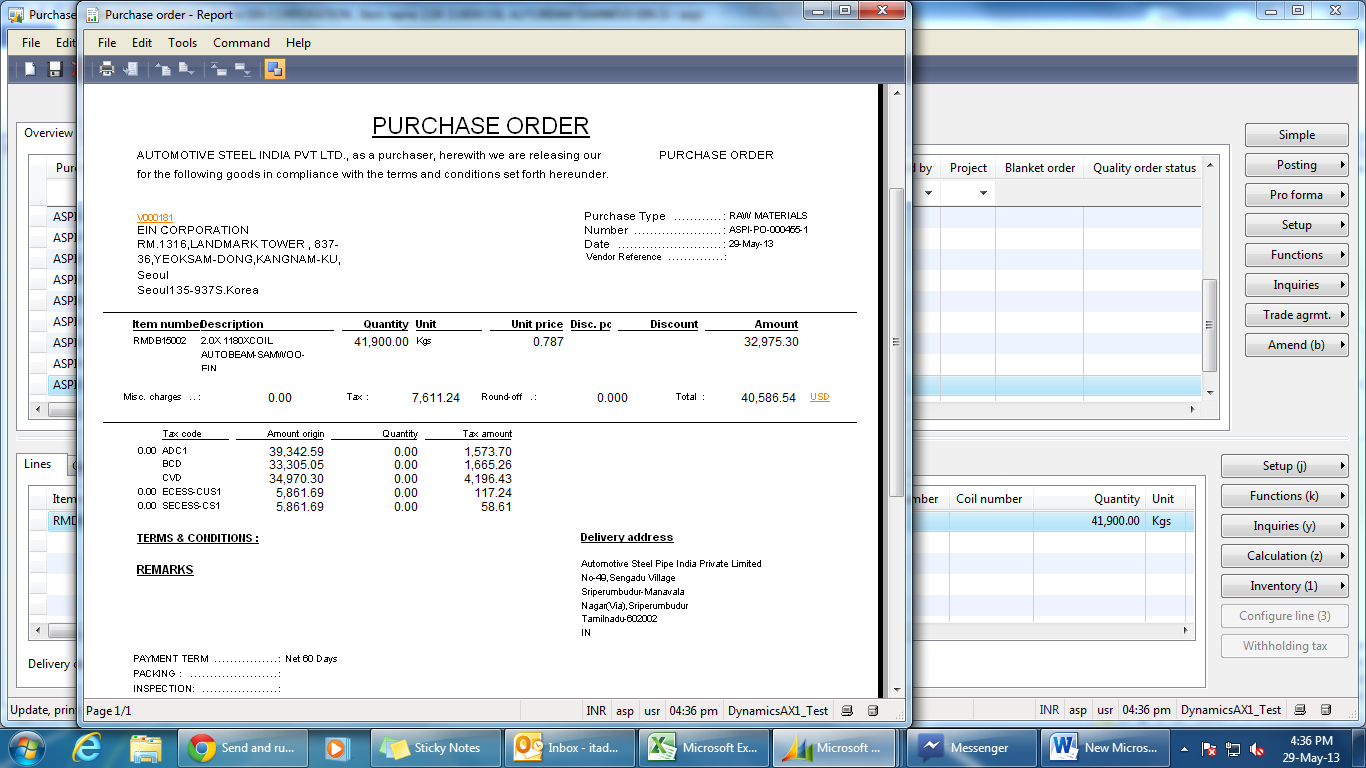 Purchase
Purchase order - Report
File Edit
File Edit Tools Command Help
Overview
Simple
Posting
Pro forma
Setup
Functions
Inquiries
Trade agrmt.
Amend (b)
Purc
d by Project Blanket order Quality order status
ASPI
ASPI
ASPI
ASPI
ASPI
ASPI
ASPI
ASPI
ASPI
PURCHASE ORDER
AUTOMOTIVE STEEL INDIA PVT LTD., as a purchaser, herewith we are releasing our PURCHASE ORDER
for the following goods in compliance with the terms and conditions set forth hereunder.
V000181
EIN CORPORATION
RM.1316,LANDMARK TOWER , 837-
36,YEOKSAM-DONG,KANGNAM-KU,
Seoul
Seoul135-937S.Korea
Purchase Type ............: RAW MATERIALS
Number .....................: ASPI-PO-000455-1
Date ........................: 29-May-13
Vendor Reference ..............:
Item number Description Quantity Unit Unit price Disc. pc Discount Amount
RMDB15002 2.0X 1180XCOIL 41,900.00 Kgs 0.787 32,975.30
AUTOBEAM-SAMWOO-
EIN
Misc. charges ..: 0.00 Tax : 7,611.24 Round-off .: 0.000 Total : 40,586.54 USD
Tax code Amount origin Quantity Tax amount
0.00 ADC1 39,342.59 0.00 1,573.70
BCD 33,305.05 0.00 1,665.26
CVD 34,970.30 0.00 4,196.43
0.00 ECESS-CUS1 5,861.69 0.00 117.24
0.00 SECESS-CS1 5,861.69 0.00 58.61
TERMS & CONDITIONS :
REMARKS
Delivery address
Automotive Steel Pipe India Private Limited
No-49,Sengadu Village
Sriperumbudur-Manavala
Nagar(Via),Sriperumbudur
Tamilnadu-602002
IN
PAYMENT TERM ...............: Net 60 Days
PACKING : .....................:
INSPECTION: ..................:
Lines
Item
RMD
mber Coil number Quantity Unit
41,900.00 Kgs
Setup (j)
Functions (k)
Inquiries (y)
Calculation (z)
Inventory (1)
Configure line (3)
Withholding tax
Delivery
Update, print
Page 1/1 INR asp usr 04:36 pm DynamicsAX1_Test
INR asp usr 04:36 pm DynamicsAX1_Test
Send and ru...
Sticky Notes
Inbox - itad...
Microsoft Ex...
Microsoft ...
Messenger
New Micros...
4:36 PM
29-May-13